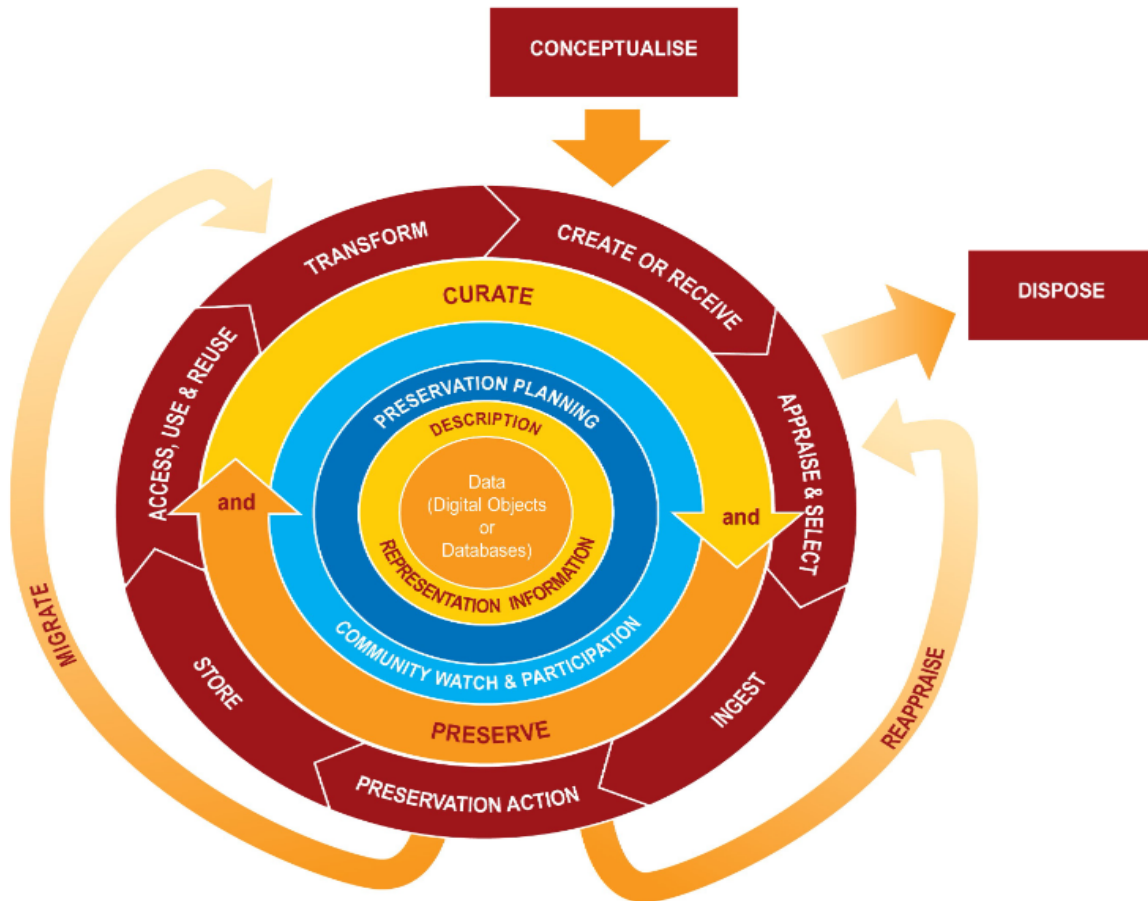 CONCEPTUALISE
TRANSFORM
CREATE OR RECEIVE
CURATE
DISPOSE
ACCESS, USE & REUSE
PRESERVATION PLANNING
DESCRIPTION
APPRAISE & SELECT
Data
(Digital Objects
or
Databases)
and
and
REPRESENTATION INFORMATION
COMMUNITY WATCH & PARTICIPATION
MIGRATE
STORE
INGEST
REAPPRAISE
PRESERVE
PRESERVATION ACTION